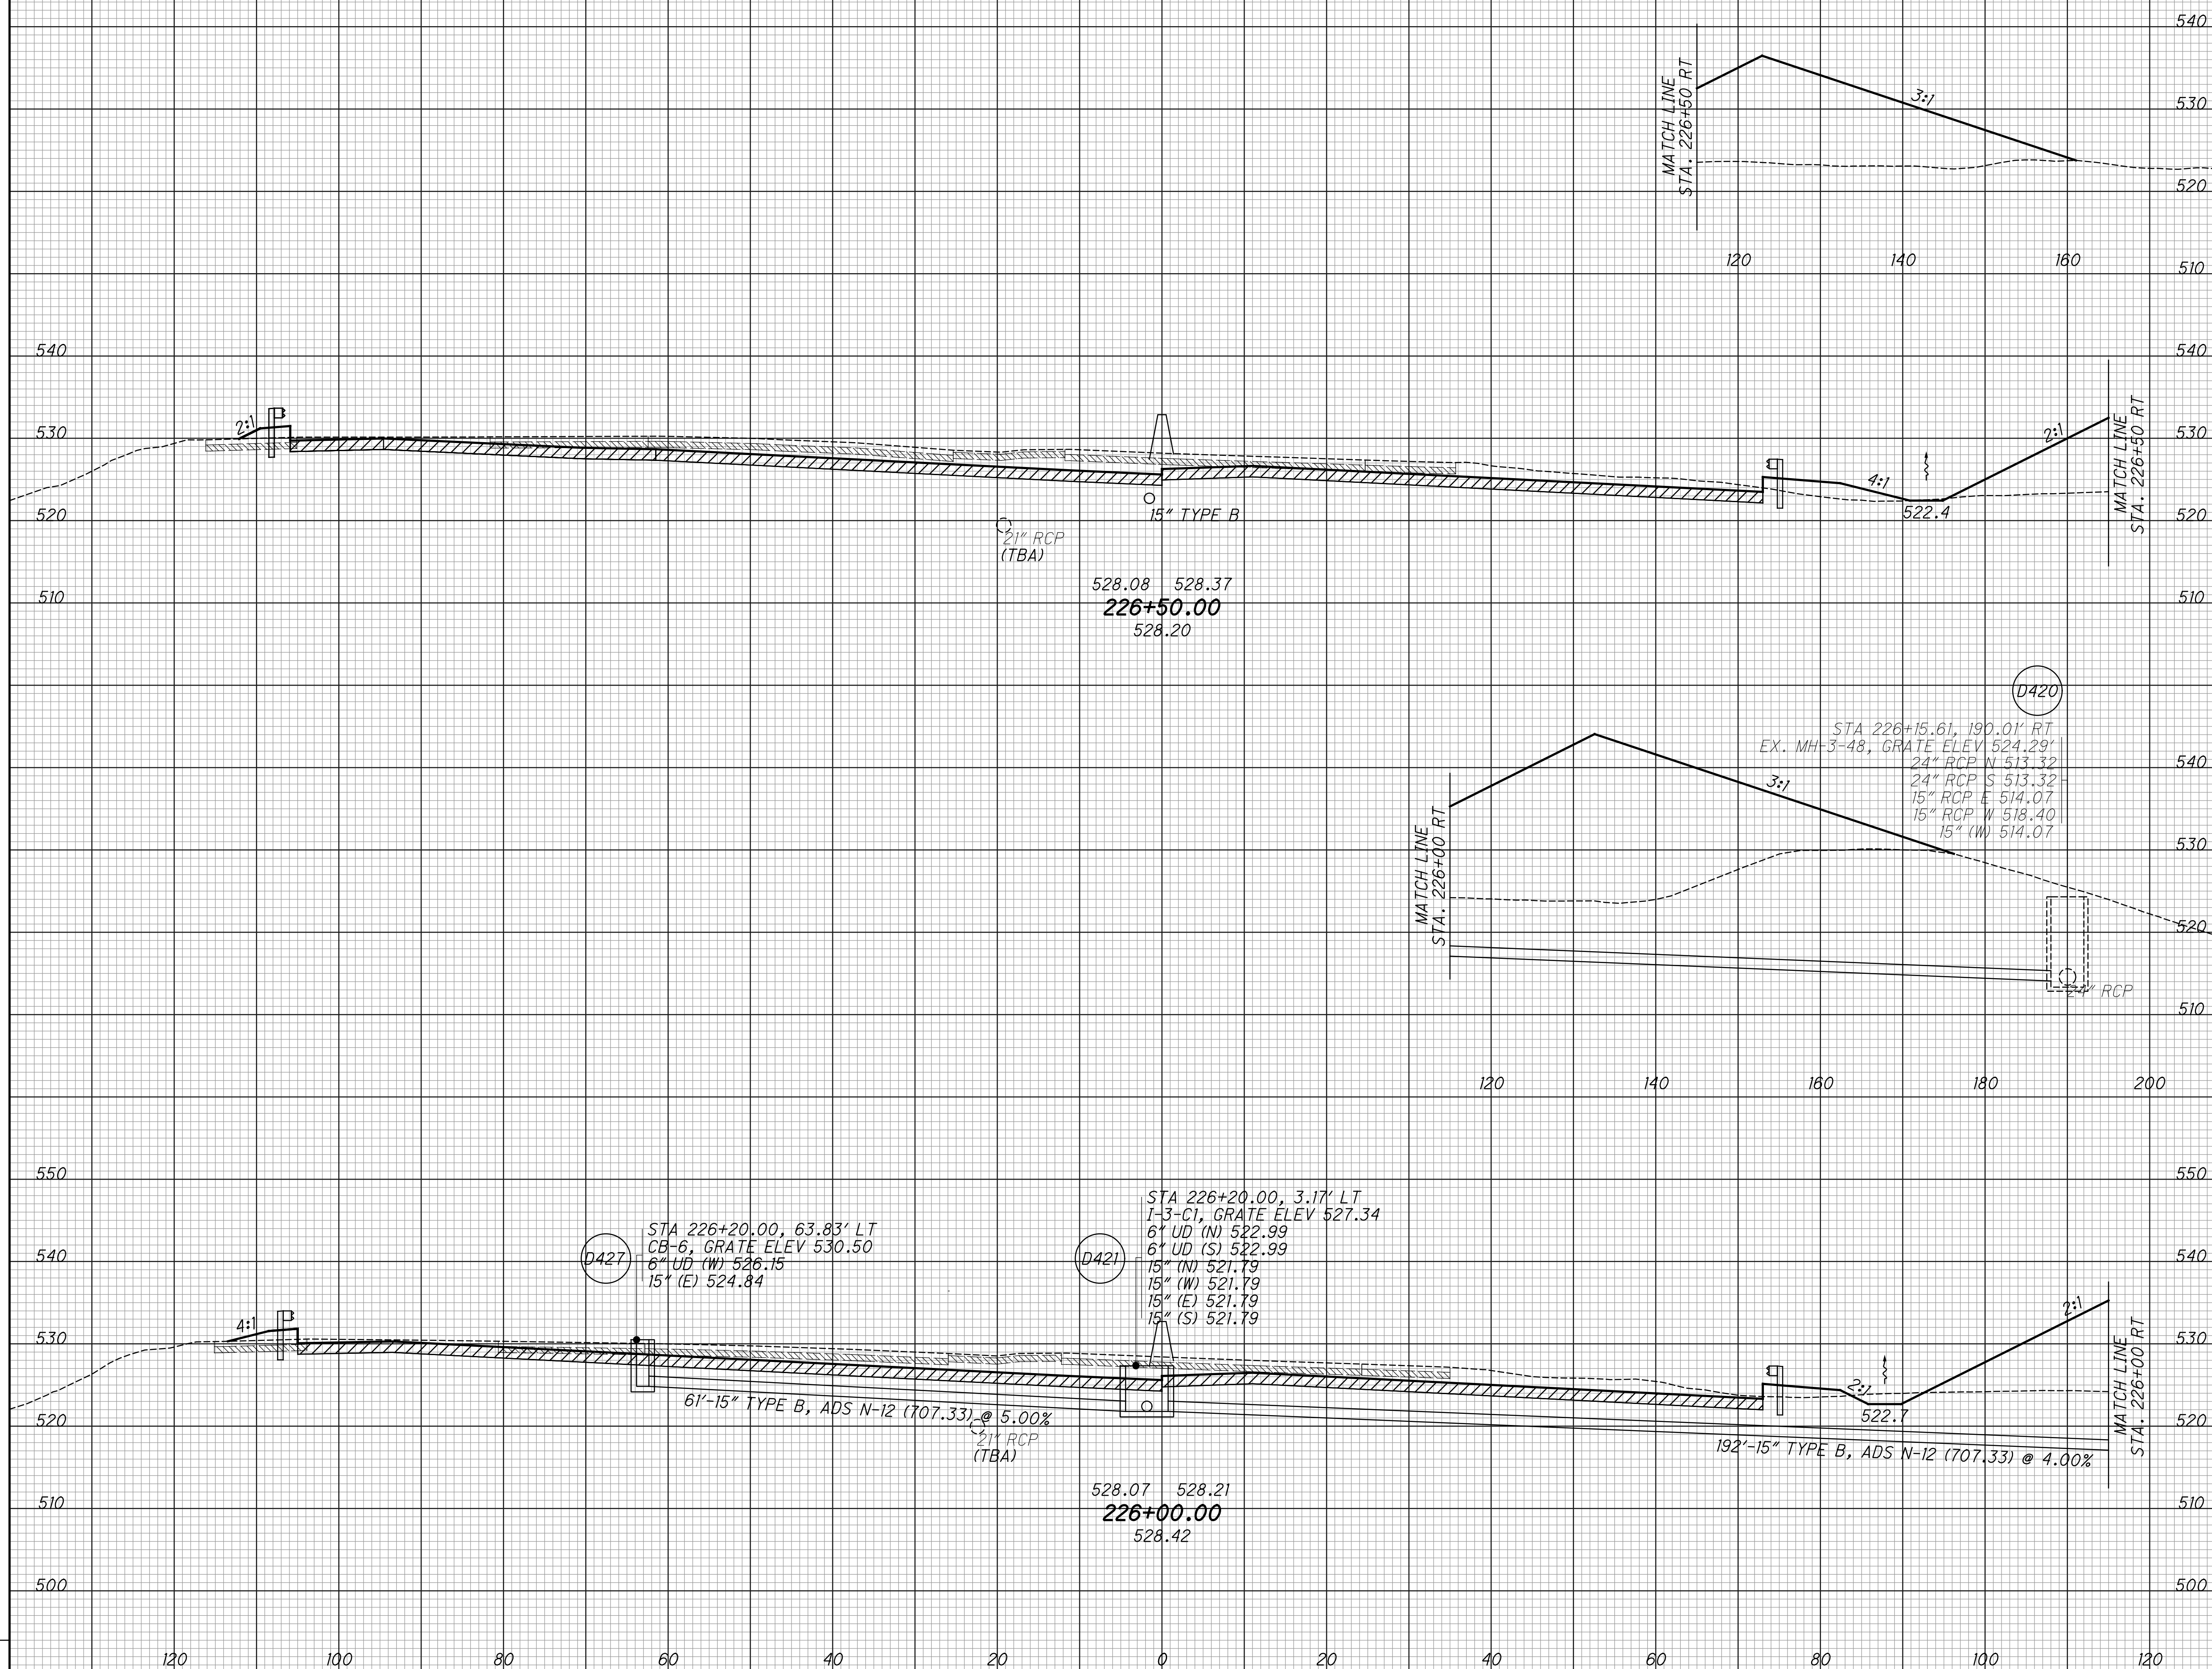 540
530
520
510
MATCH LINE
STA. 226+50 RT
3:1
120 140 160
540
530
510
540
530
520
510
2:1
15" TYPE B
21" RCP
(TBA)
4:1
522.4
2:1
MATCH LINE
STA. 226+50 RT
528.08 528.37
226+50.00
528.20
D420
STA 226+15.61, 190.01' RT
EX. MH-3-48, GRATE ELEV 524.29'
24" RCP N 513.32
24" RCP S 513.32
15" RCP E 514.07
15" RCP W 518.40
15" (W) 514.07
MATCH LINE
STA. 226+00 RT
3:1
24" RCP
540
530
520
510
120 140 160 180 200
550
540
530
520
510
500
550
540
530
520
510
500
D427
STA 226+20.00, 63.83' LT
CB-6, GRATE ELEV 530.50
6" UD (W) 526.15
15" (E) 524.84
D421
STA 226+20.00, 3.17' LT
I-3-C1, GRATE ELEV 527.34
6" UD (N) 522.99
6" UD (S) 522.99
15" (N) 521.79
15" (W) 521.79
15" (E) 521.79
15" (S) 521.79
4:1
61'-15" TYPE B, ADS N-12 (707.33) @ 5.00%
21" RCP
(TBA)
2:1
522.7
2:1
192'-15" TYPE B, ADS N-12 (707.33) @ 4.00%
MATCH LINE
STA. 226+00 RT
528.07 528.21
226+00.00
528.42
120 100 80 60 40 20 0 20 40 60 80 100 120